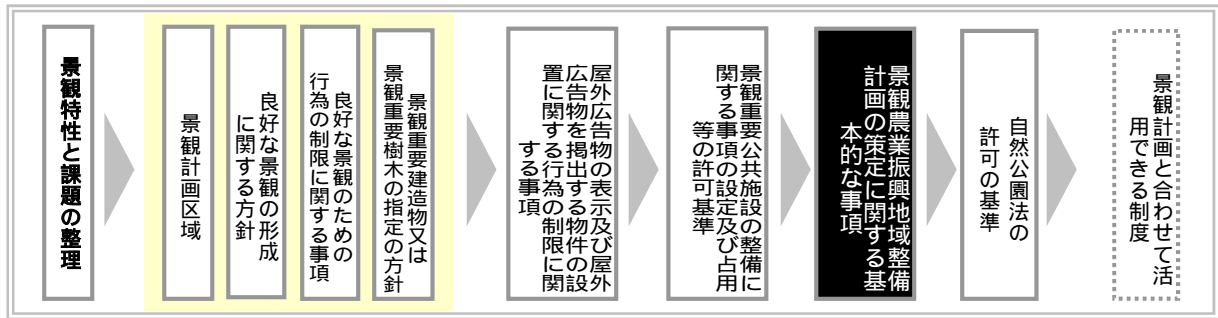 景観特性と課題の整理
景観計画区域
良好な景観の形成
に関する方針
良好な景観のための
行為の制限に関する事項
景観重要建造物又は
景観重要樹木の指定の方針
屋外広告物の表示及び屋外
広告物を掲出する物件の設
置に関する行為の制限に関
する事項
景観重要公共施設の整備に
関する事項の設定及び占用
等の許可基準
景観農業振興地域整備
計画の策定に関する基
本的な事項
自然公園法の
許可の基準
景観計画と合わせて活
用できる制度